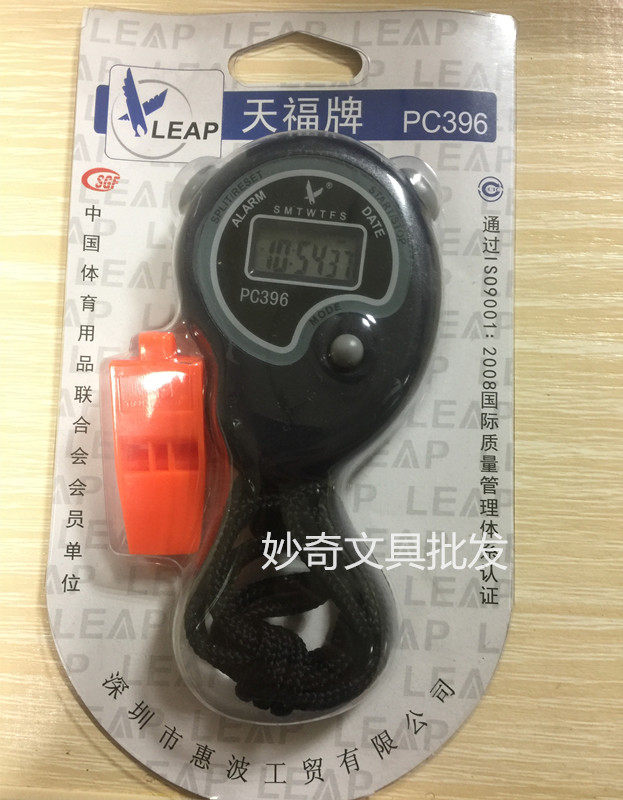 LEAP
天福牌
PC396
SGF
中国体育用品联合会会员单位
通过ISO9001:2008国际质量管理体系认证
SPLIT/RESET
START/STOP
ALARM
DATE
S M T W T F S
10:5437
PC396
MODE
妙奇文具批发
深圳市惠波工贸有限公司